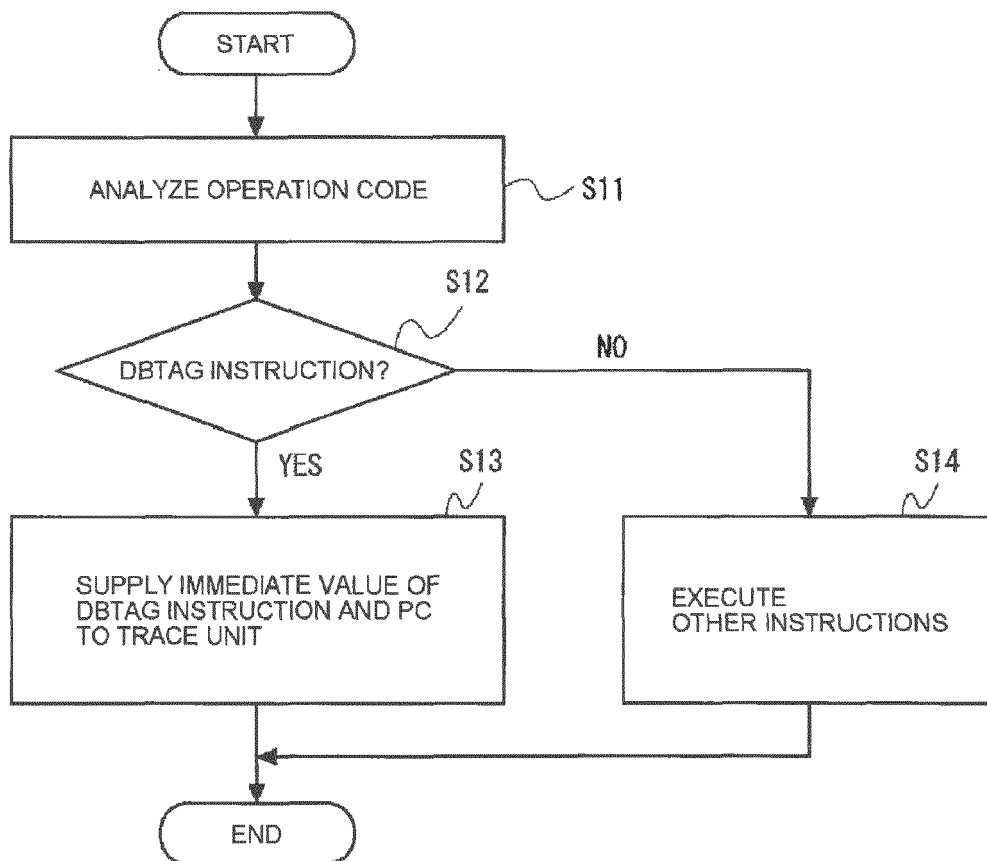 START
ANALYZE OPERATION CODE
S11
S12
DBTAG INSTRUCTION?
NO
YES
S13
S14
SUPPLY IMMEDIATE VALUE OF
DBTAG INSTRUCTION AND PC
TO TRACE UNIT
EXECUTE
OTHER INSTRUCTIONS
END